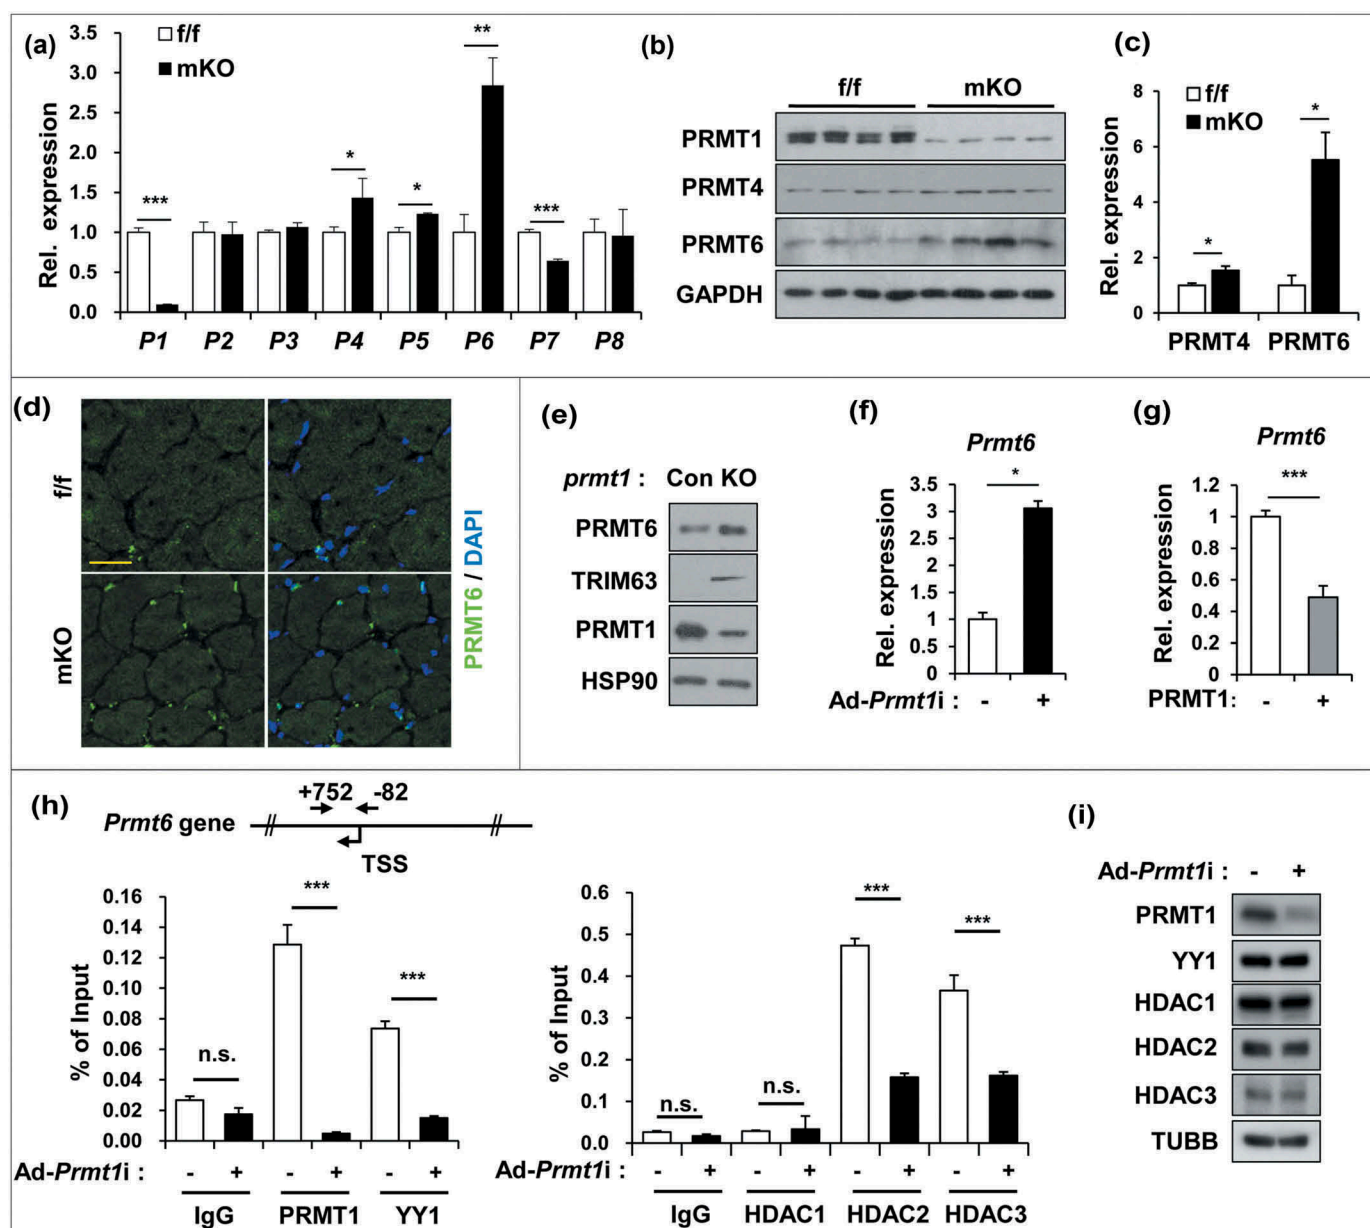 (a)
f/f
mKO
Rel. expression
3.5
3.0
2.5
2.0
1.5
1.0
0.5
0.0
***
*
*
**
***
P1 P2 P3 P4 P5 P6 P7 P8
(b)
f/f mKO
PRMT1
PRMT4
PRMT6
GAPDH
(c)
f/f
mKO
Rel. expression
8
6
4
2
0
*
*
PRMT4 PRMT6
(d)
f/f
mKO
PRMT6 / DAPI
(e)
prmt1 : Con KO
PRMT6
TRIM63
PRMT1
HSP90
(f)
Prmt6
*
Rel. expression
3.5
3
2.5
2
1.5
1
0.5
0
Ad-Prmt1i : - +
(g)
Prmt6
***
Rel. expression
1.2
1
0.8
0.6
0.4
0.2
0
PRMT1: - +
(h)
+752 -82
Prmt6 gene // //
TSS
% of Input
0.16
0.14
0.12
0.10
0.08
0.06
0.04
0.02
0.00
n.s.
***
***
Ad-Prmt1i : - + - + - +
IgG PRMT1 YY1
% of Input
0.6
0.5
0.4
0.3
0.2
0.1
0.0
n.s.
n.s.
***
***
Ad-Prmt1i : - + - + - + - +
IgG HDAC1 HDAC2 HDAC3
(i)
Ad-Prmt1i : - +
PRMT1
YY1
HDAC1
HDAC2
HDAC3
TUBB